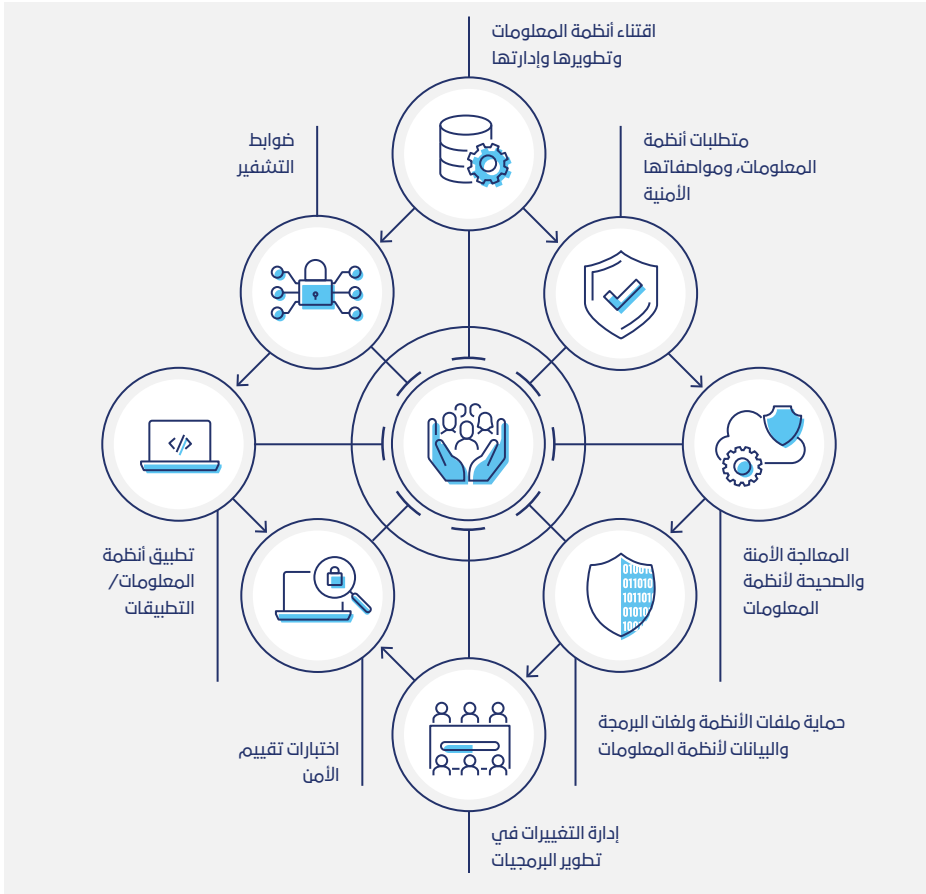 اقتناء أنظمة المعلومات
وتطويرها وإدارتها
متطلبات أنظمة
المعلومات، ومواصفاتها
الأمنية
ضوابط
التشفير
المعالجة الأمنة
والصحيحة لأنظمة
المعلومات
تطبيق أنظمة
المعلومات/
التطبيقات
حماية ملفات الأنظمة ولغات البرمجة
والبيانات لأنظمة المعلومات
اختبارات تقييم
الأمن
إدارة التغييرات في
تطوير البرمجيات